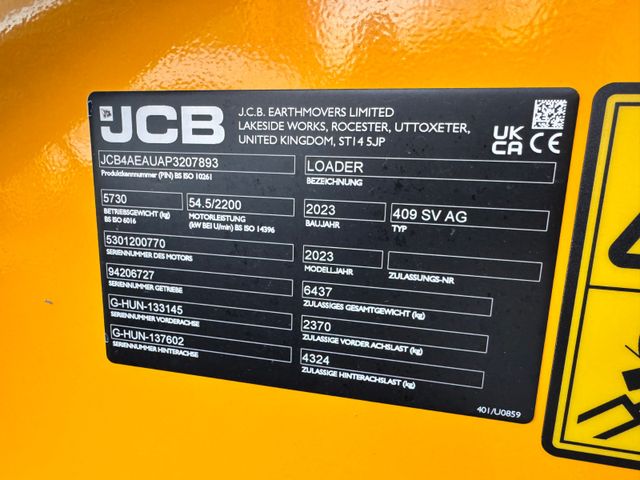 JCB
J.C.B. EARTHMOVERS LIMITED
LAKESIDE WORKS, ROCESTER, UTTOXETER,
UNITED KINGDOM, ST14 5JP
UK
CA CE
JCB4AEAUAP3207893
Produktkennnummer (PIN) BS ISO 10261
LOADER
BEZEICHNUNG
5730
BETRIEBSGEWICHT (kg)
BS ISO 6016
54.5/2200
MOTORLEISTUNG
(kW BEI U/min) BS ISO 14396
2023
BAUJAHR
409 SV AG
TYP
5301200770
SERIENNUMMER DES MOTORS
2023
MODELLJAHR
ZULASSUNGS-NR
94206727
SERIENNUMMER GETRIEBE
6437
ZULASSIGES GESAMTGEWICHT (kg)
G-HUN-133145
SERIENNUMMER VORDERACHSE
2370
ZULASSIGE VORDER ACHSLAST (kg)
G-HUN-137602
SERIENNUMMER HINTERACHSE
4324
ZULASSIGE HINTERACHSLAST (kg)
401/U0859